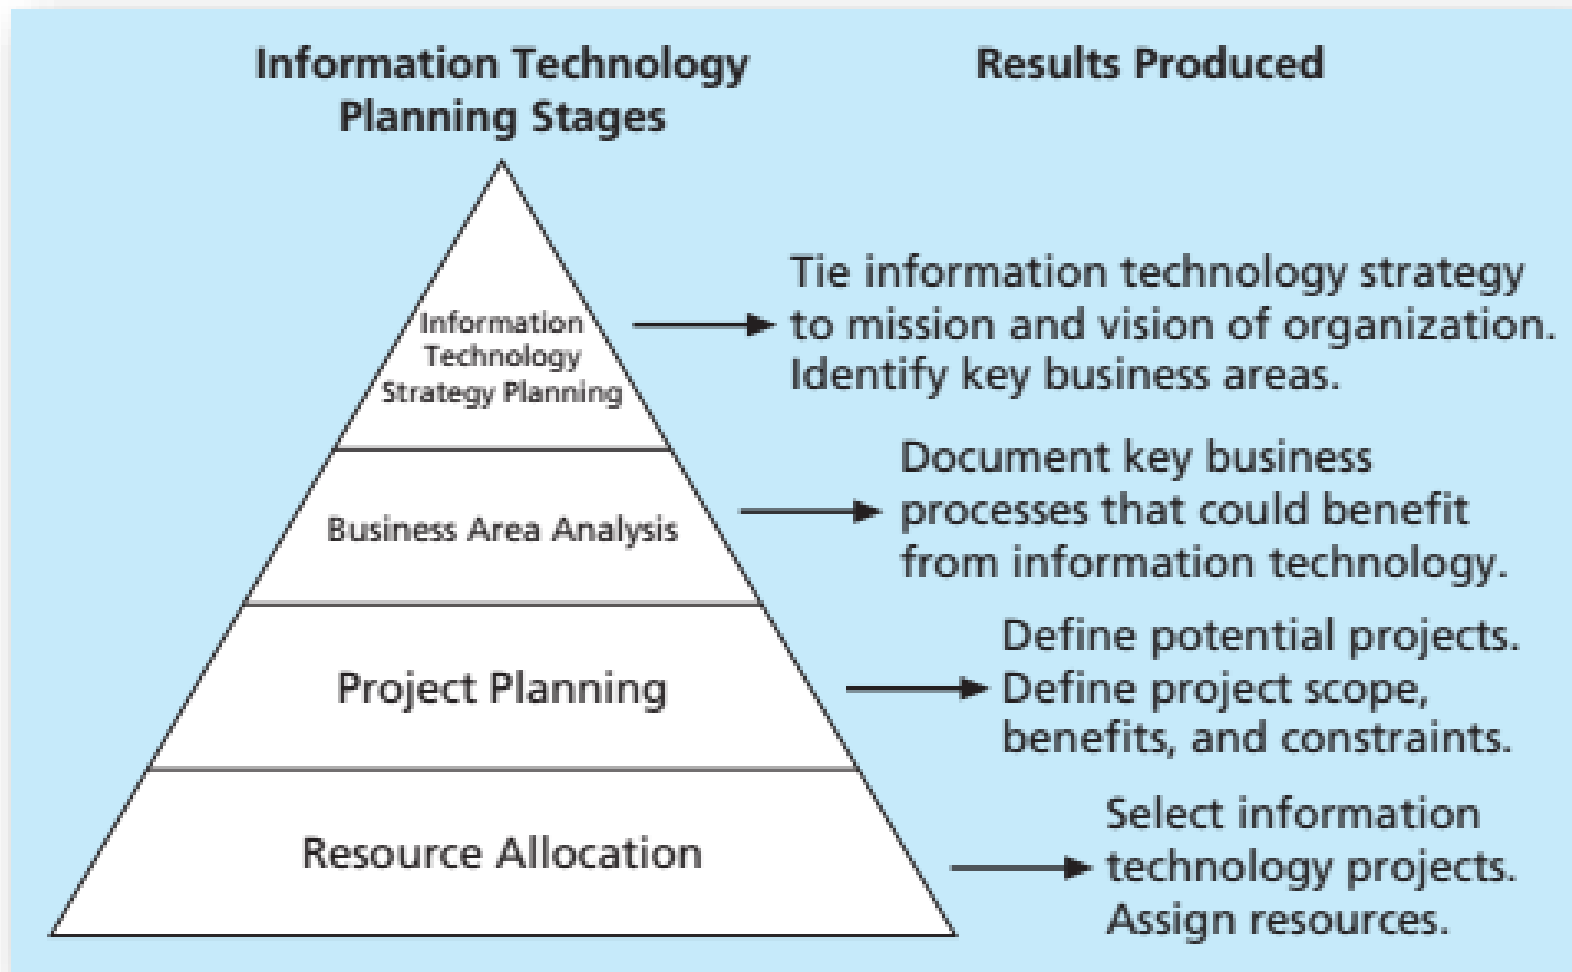 Information Technology
Planning Stages
Results Produced
Information
Technology
Strategy Planning
Tie information technology strategy
to mission and vision of organization.
Identify key business areas.
Business Area Analysis
Document key business
processes that could benefit
from information technology.
Project Planning
Define potential projects.
Define project scope,
benefits, and constraints.
Resource Allocation
Select information
technology projects.
Assign resources.